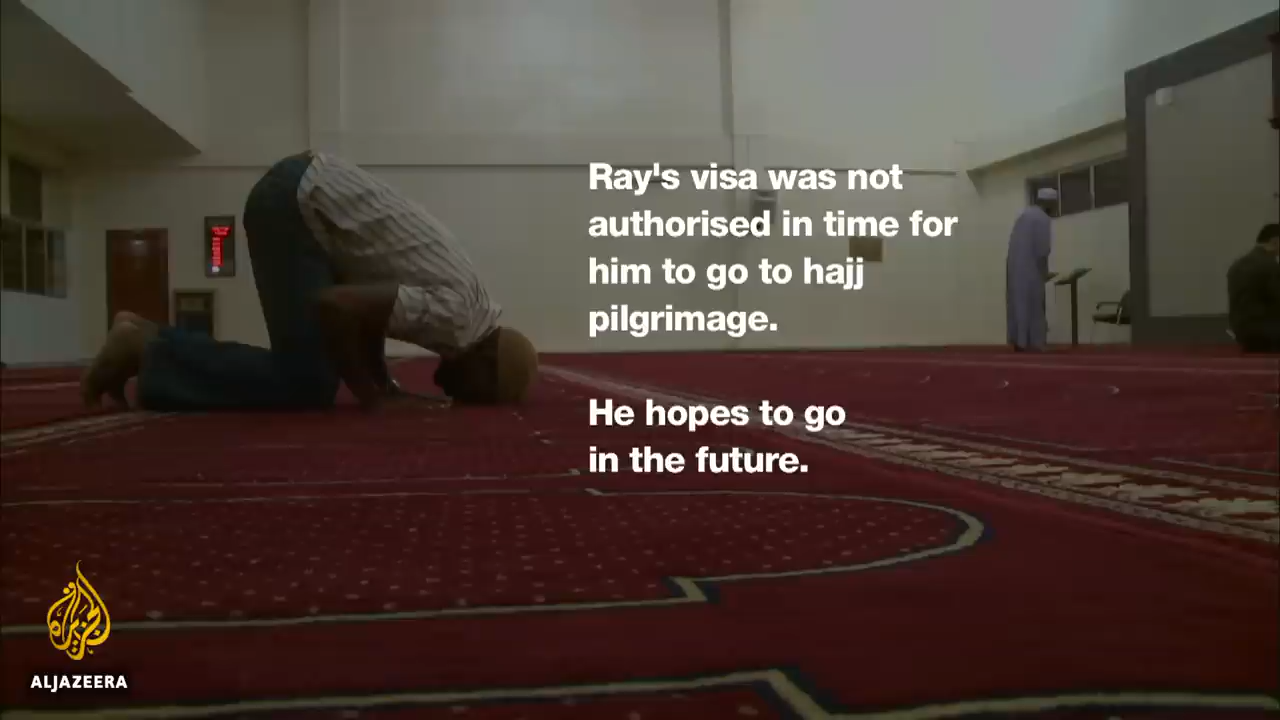 Ray's visa was not
authorised in time for
him to go to hajj
pilgrimage.
He hopes to go
in the future.
ALJAZEERA